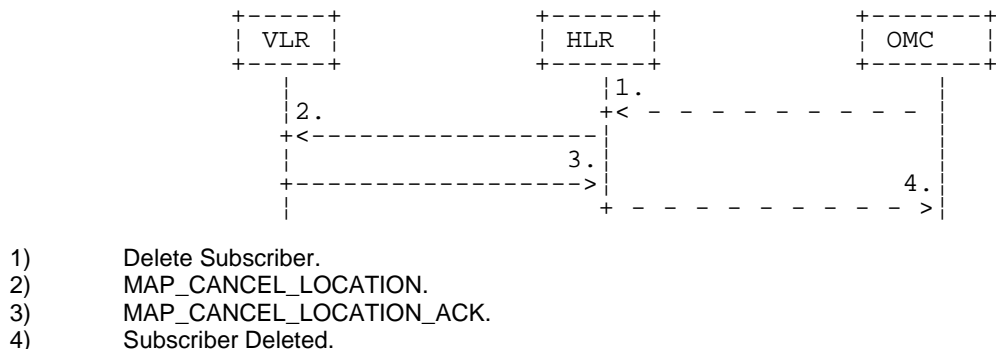 VLR HLR OMC
1.
2.
3.
4.
1) Delete Subscriber.
2) MAP_CANCEL_LOCATION.
3) MAP_CANCEL_LOCATION_ACK.
4) Subscriber Deleted.